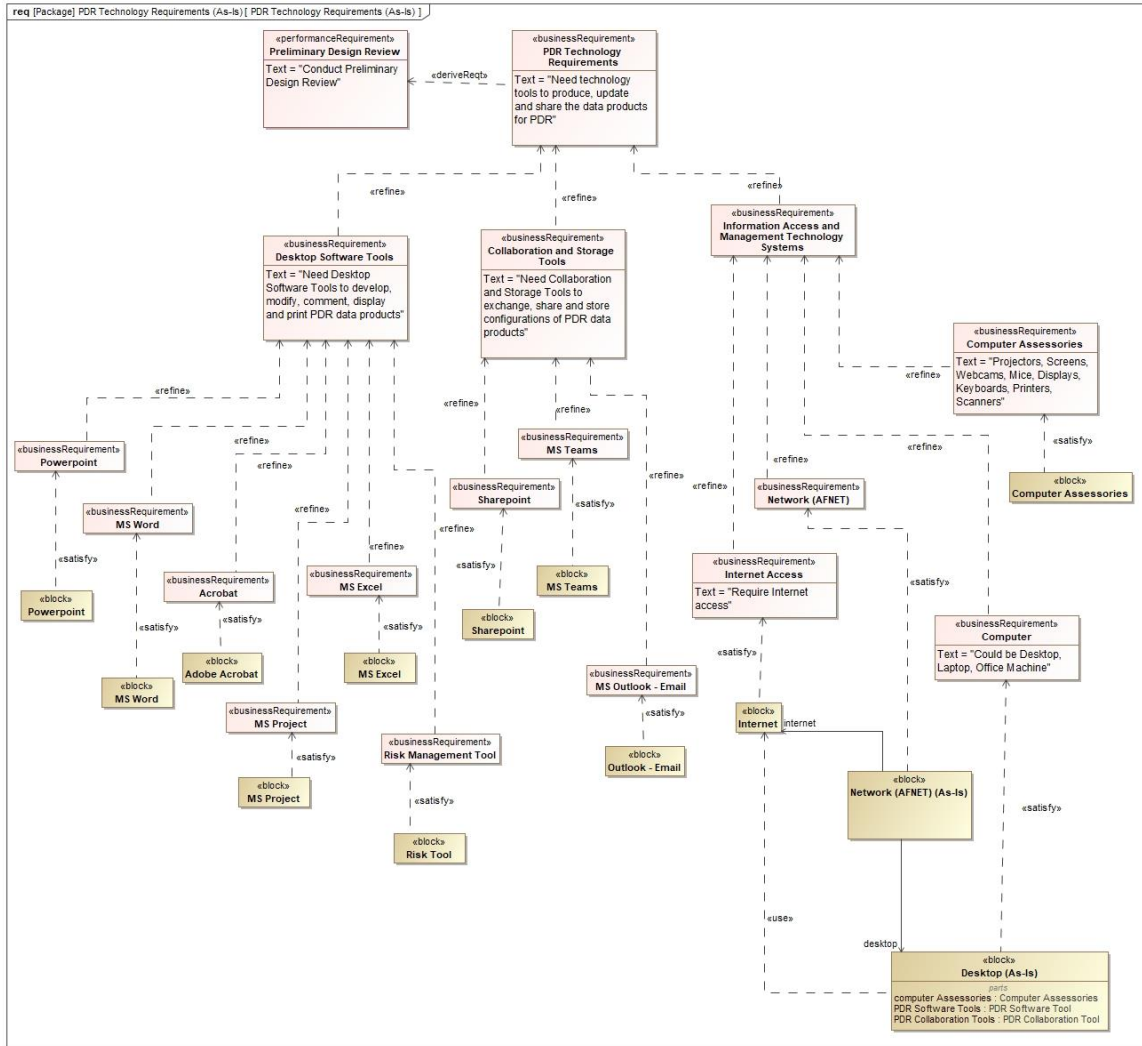 req [Package] PDR Technology Requirements (As-Is) [ PDR Technology Requirements (As-Is) ]
«performanceRequirement»
Preliminary Design Review
Text = "Conduct Preliminary
Design Review"
«deriveReqt»
«businessRequirement»
PDR Technology
Requirements
Text = "Need technology
tools to produce, update
and share the data products
for PDR"
«refine»
«refine»
«refine»
«businessRequirement»
Desktop Software Tools
Text = "Need Desktop
Software Tools to develop,
modify, comment, display
and print PDR data products"
«businessRequirement»
Collaboration and Storage
Tools
Text = "Need Collaboration
and Storage Tools to
exchange, share and store
configurations of PDR data
products"
«businessRequirement»
Information Access and
Management Technology
Systems
«businessRequirement»
Computer Assessories
Text = "Projectors, Screens,
Webcams, Mice, Displays,
Keyboards, Printers,
Scanners"
«refine»
«refine»
«refine»
«refine»
«refine»
«refine»
«refine»
«refine»
«refine»
«refine»
«refine»
«refine»
«refine»
«satisfy»
«block»
Computer Assessories
«businessRequirement»
Powerpoint
«satisfy»
«block»
Powerpoint
«businessRequirement»
MS Word
«satisfy»
«block»
MS Word
«businessRequirement»
Acrobat
«satisfy»
«block»
Adobe Acrobat
«businessRequirement»
MS Project
«satisfy»
«block»
MS Project
«businessRequirement»
MS Excel
«satisfy»
«block»
MS Excel
«businessRequirement»
Risk Management Tool
«satisfy»
«block»
Risk Tool
«businessRequirement»
Sharepoint
«satisfy»
«block»
Sharepoint
«businessRequirement»
MS Teams
«satisfy»
«block»
MS Teams
«businessRequirement»
MS Outlook - Email
«satisfy»
«block»
Outlook - Email
«businessRequirement»
Network (AFNET)
«satisfy»
«businessRequirement»
Internet Access
Text = "Require Internet
access"
«satisfy»
«block»
Internet
internet
«businessRequirement»
Computer
Text = "Could be Desktop,
Laptop, Office Machine"
«satisfy»
«block»
Network (AFNET) (As-Is)
«use»
desktop
«block»
Desktop (As-Is)
parts
computer Assessories : Computer Assessories
PDR Software Tools : PDR Software Tool
PDR Collaboration Tools : PDR Collaboration Tool